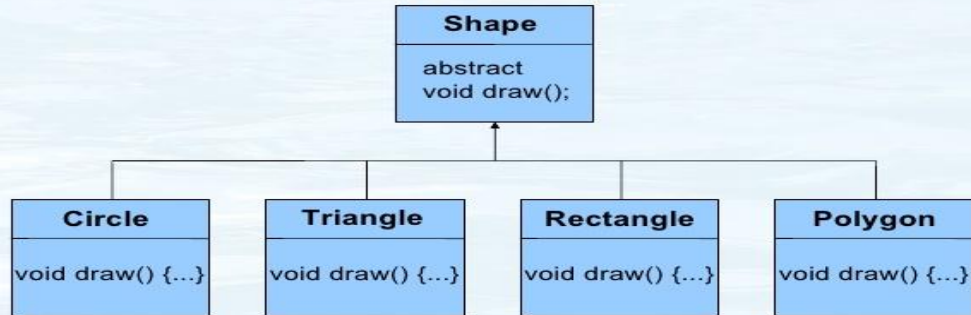 Shape
abstract
void draw();
Circle
Triangle
Rectangle
Polygon
void draw() {...}
void draw() {...}
void draw() {...}
void draw() {...}